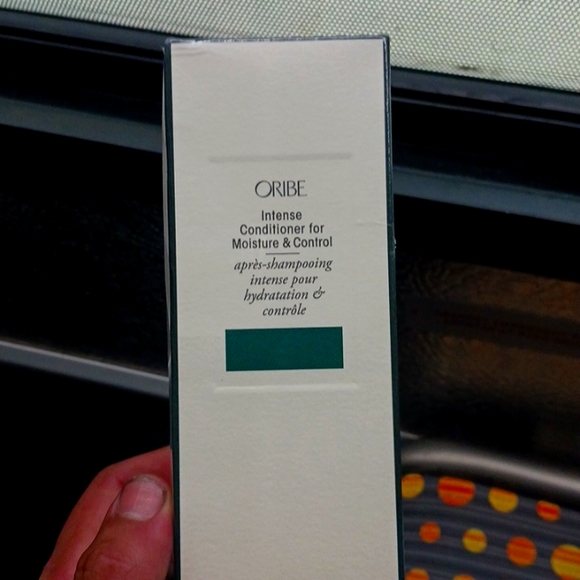 ORIBE
Intense
Conditioner for
Moisture & Control
après-shampooing
intense pour
hydratation &
contrôle